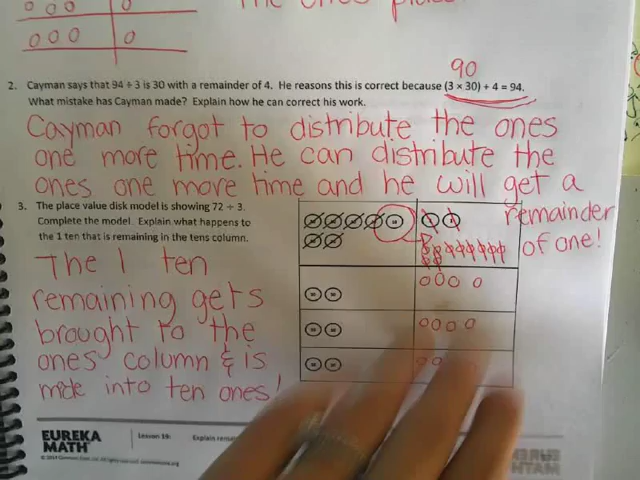 The ones place
90
2. Cayman says that 94 ÷ 3 is 30 with a remainder of 4. He reasons this is correct because (3 × 30) + 4 = 94.
What mistake has Cayman made? Explain how he can correct his work.
Cayman forgot to distribute the ones
one more time. He can distribute the
ones one more time and he will get a
remainder
of one!
3. The place value disk model is showing 72 ÷ 3.
Complete the model. Explain what happens to
the 1 ten that is remaining in the tens column.
The 1 ten
remaining gets
brought to the
ones column & is
made into ten ones!
EUREKA
MATH
Lesson 19: